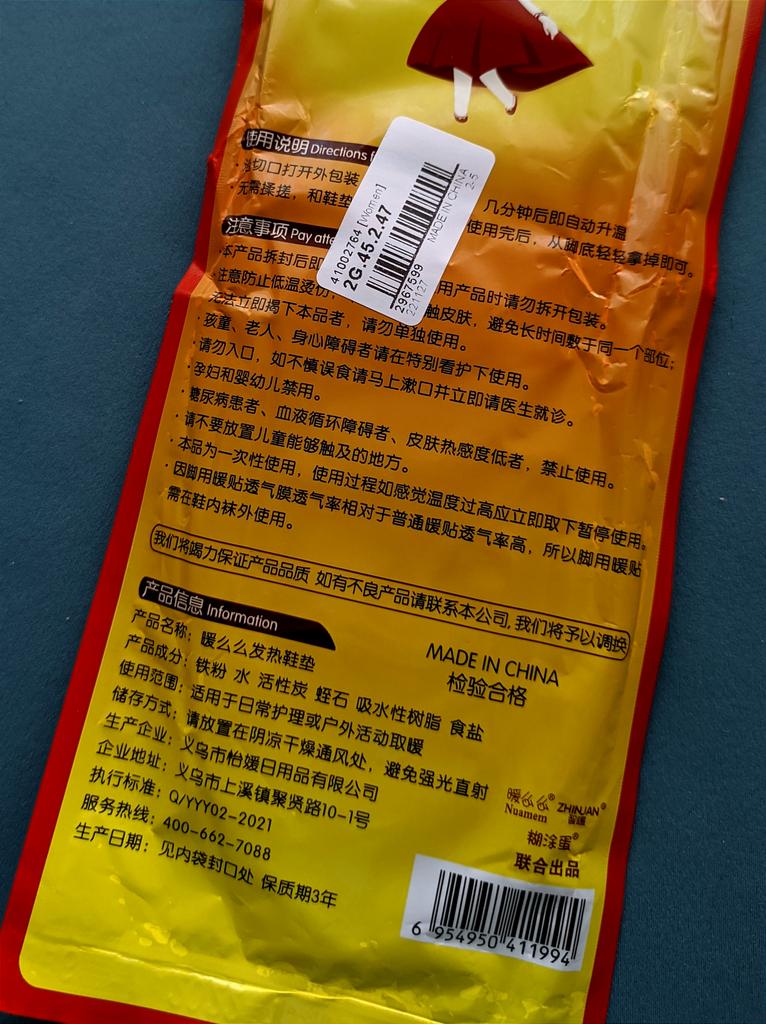 使用说明 Directions f
沿切口打开外包装
几分钟后即自动升温
·无需揉搓，和鞋垫
使用完后，从脚底轻轻拿掉即可。
注意事项 Pay atte
·本产品拆封后即
用产品时请勿拆开包装。
·注意防止低温烫伤，
触皮肤，避免长时间敷于同一个部位；
无法立即揭下本品者，请勿单独使用。
·孩童、老人、身心障碍者请在特别看护下使用。
·请勿入口，如不慎误食请马上漱口并立即请医生就诊。
·孕妇和婴幼儿禁用。
·糖尿病患者、血液循环障碍者、皮肤热感度低者，禁止使用。
·请不要放置儿童能够触及的地方。
·本品为一次性使用，使用过程如感觉温度过高应立即取下暂停使用。
·因脚用暖贴透气膜透气率相对于普通暖贴透气率高，所以脚用暖贴
需在鞋内袜外使用。
我们将竭力保证产品品质 如有不良产品请联系本公司，我们将予以调换
产品信息 Information
产品名称：暖么么发热鞋垫
产品成分：铁粉 水 活性炭 蛭石 吸水性树脂 食盐
使用范围：适用于日常护理或户外活动取暖
储存方式：请放置在阴凉干燥通风处，避免强光直射
生产企业：义乌市怡媛日用品有限公司
企业地址：义乌市上溪镇聚贤路10-1号
执行标准：Q/YYY02-2021
服务热线：400-662-7088
生产日期：见内袋封口处 保质期3年
MADE IN CHINA
检验合格
暖么么® ZHINUAN®
Nuamem
糊涂蛋®
联合出品
6 954950 411994
41002764 [Women]
2G.45.2.47
2967599
221127
MADE IN CHINA
2-5